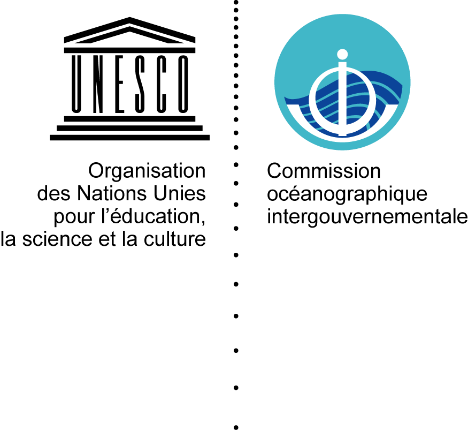 UNESCO
Organisation
des Nations Unies
pour l'éducation,
la science et la culture
Commission
océanographique
intergouvernementale